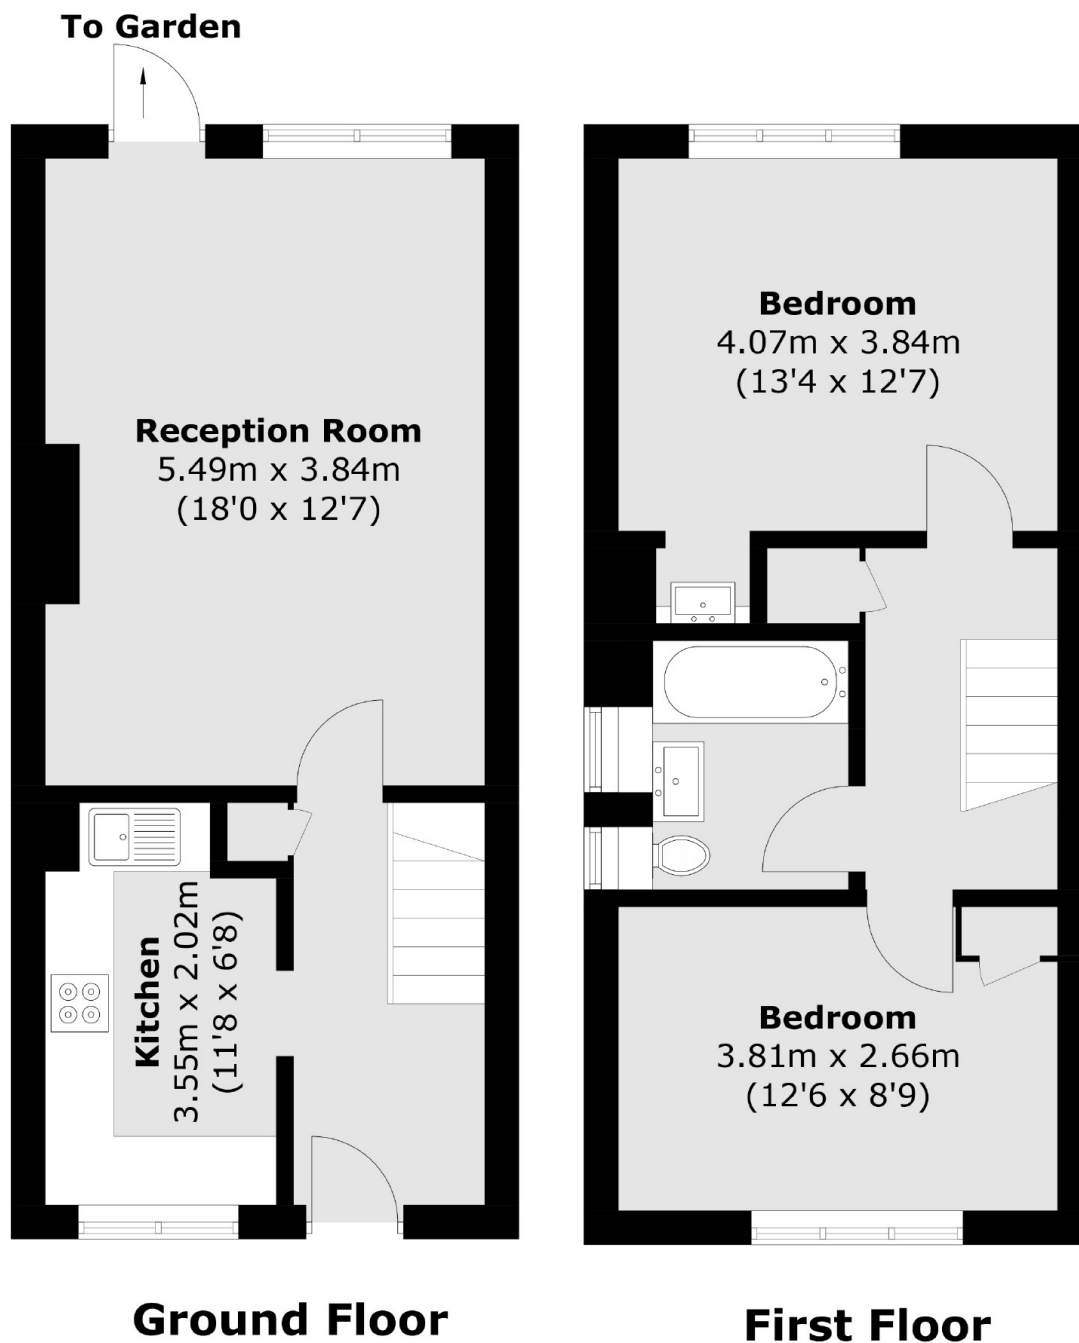 To Garden
Reception Room
5.49m x 3.84m
(18'0 x 12'7)
Kitchen
3.55m x 2.02m
(11'8 x 6'8)
Ground Floor
Bedroom
4.07m x 3.84m
(13'4 x 12'7)
Bedroom
3.81m x 2.66m
(12'6 x 8'9)
First Floor